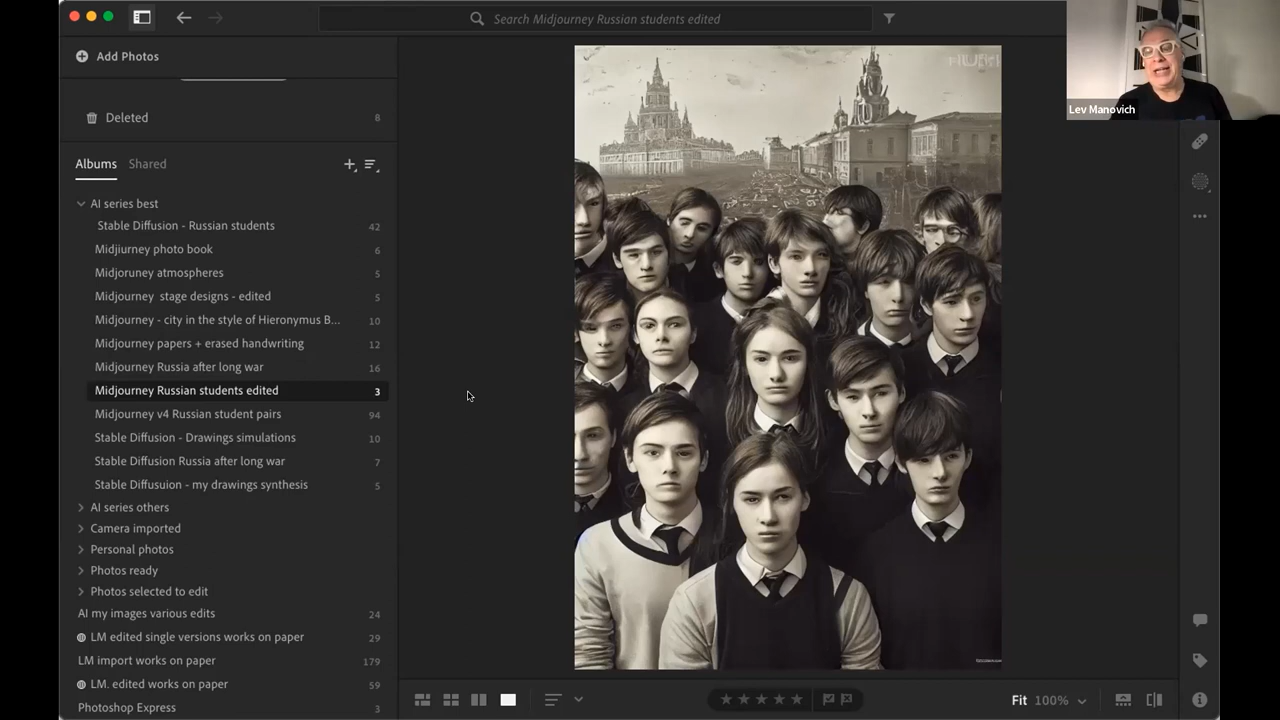 Search Midjourney Russian students edited
Add Photos
Deleted 8
Albums Shared
AI series best
Stable Diffusion - Russian students 42
Midjiurney photo book 6
Midjoruney atmospheres 5
Midjourney stage designs - edited 5
Midjourney - city in the style of Hieronymus B... 10
Midjourney papers + erased handwriting 12
Midjourney Russia after long war 16
Midjourney Russian students edited 3
Midjourney v4 Russian student pairs 94
Stable Diffusion - Drawings simulations 10
Stable Diffusion Russia after long war 7
Stable Diffusuion - my drawings synthesis 5
AI series others
Camera imported
Personal photos
Photos ready
Photos selected to edit
AI my images various edits 24
LM edited single versions works on paper 29
LM import works on paper 179
LM. edited works on paper 59
Photoshop Express 3
Fit 100%
Lev Manovich